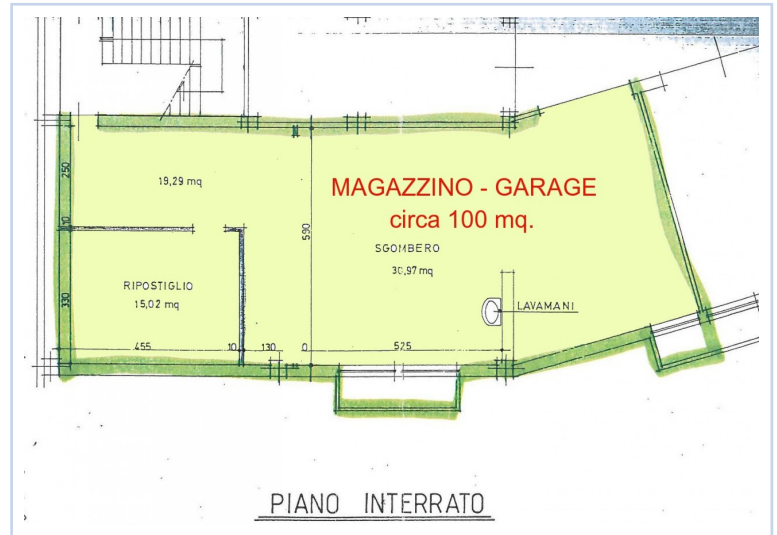 250
19,29 mq
MAGAZZINO - GARAGE
circa 100 mq.
10
590
SGOMBERO
30,97 mq
RIPOSTIGLIO
15,02 mq
330
LAVAMANI
455
10
130
0
525
PIANO INTERRATO